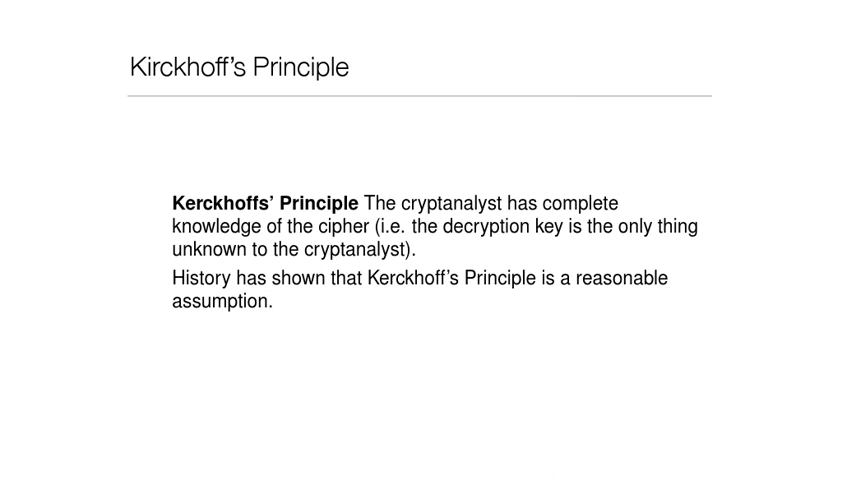 Kirckhoff's Principle
Kerckhoffs' Principle The cryptanalyst has complete
knowledge of the cipher (i.e. the decryption key is the only thing
unknown to the cryptanalyst).
History has shown that Kerckhoff's Principle is a reasonable
assumption.